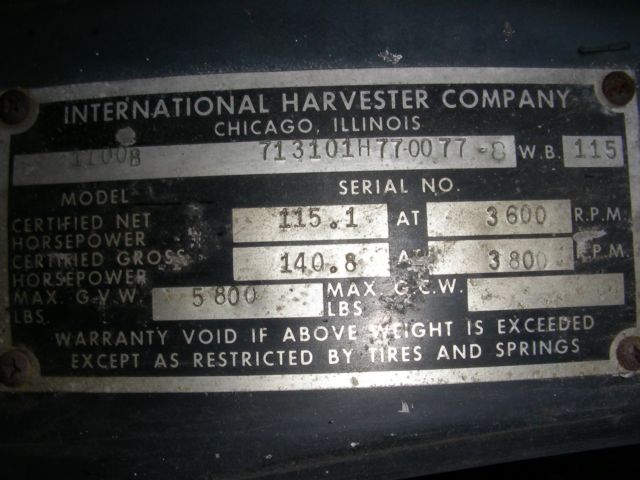 INTERNATIONAL HARVESTER COMPANY
CHICAGO, ILLINOIS
1100B 713101H770077-8 W.B. 115
MODEL SERIAL NO.
CERTIFIED NET HORSEPOWER 115.1 AT 3600 R.P.M.
CERTIFIED GROSS HORSEPOWER 140.8 AT 3800 R.P.M.
MAX. G.V.W. LBS. 5800 MAX. G.C.W. LBS
WARRANTY VOID IF ABOVE WEIGHT IS EXCEEDED
EXCEPT AS RESTRICTED BY TIRES AND SPRINGS